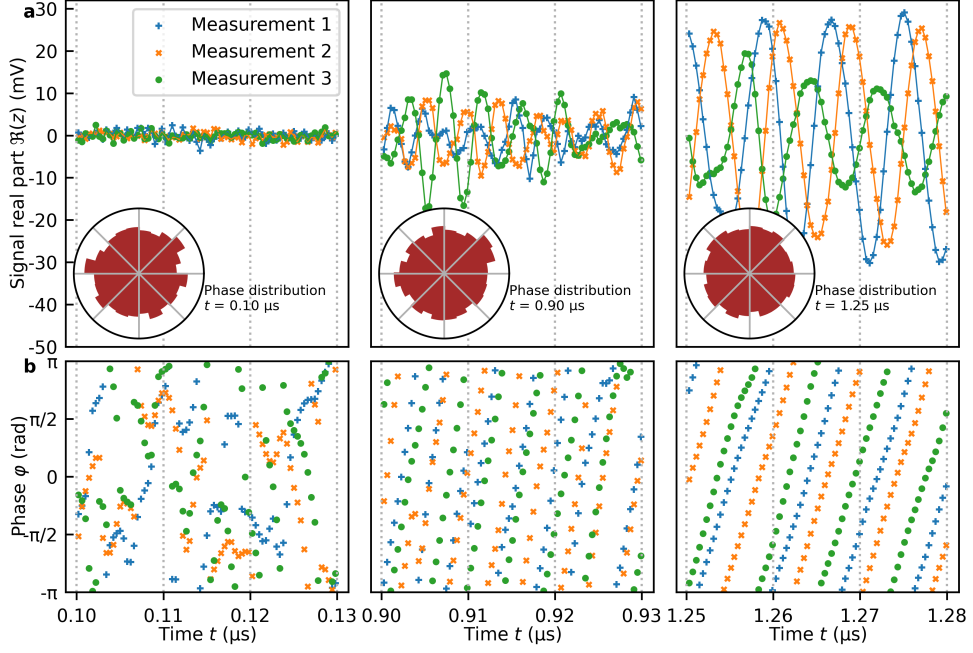 a
Signal real part ℜ(z) (mV)
30
20
10
0
-10
-20
-30
-40
-50
Measurement 1
Measurement 2
Measurement 3
Phase distribution
t = 0.10 µs
Phase distribution
t = 0.90 µs
Phase distribution
t = 1.25 µs
b
Phase φ (rad)
π
π/2
0
-π/2
-π
0.10 0.11 0.12 0.13
0.90 0.91 0.92 0.93
1.25 1.26 1.27 1.28
Time t (µs) Time t (µs) Time t (µs)